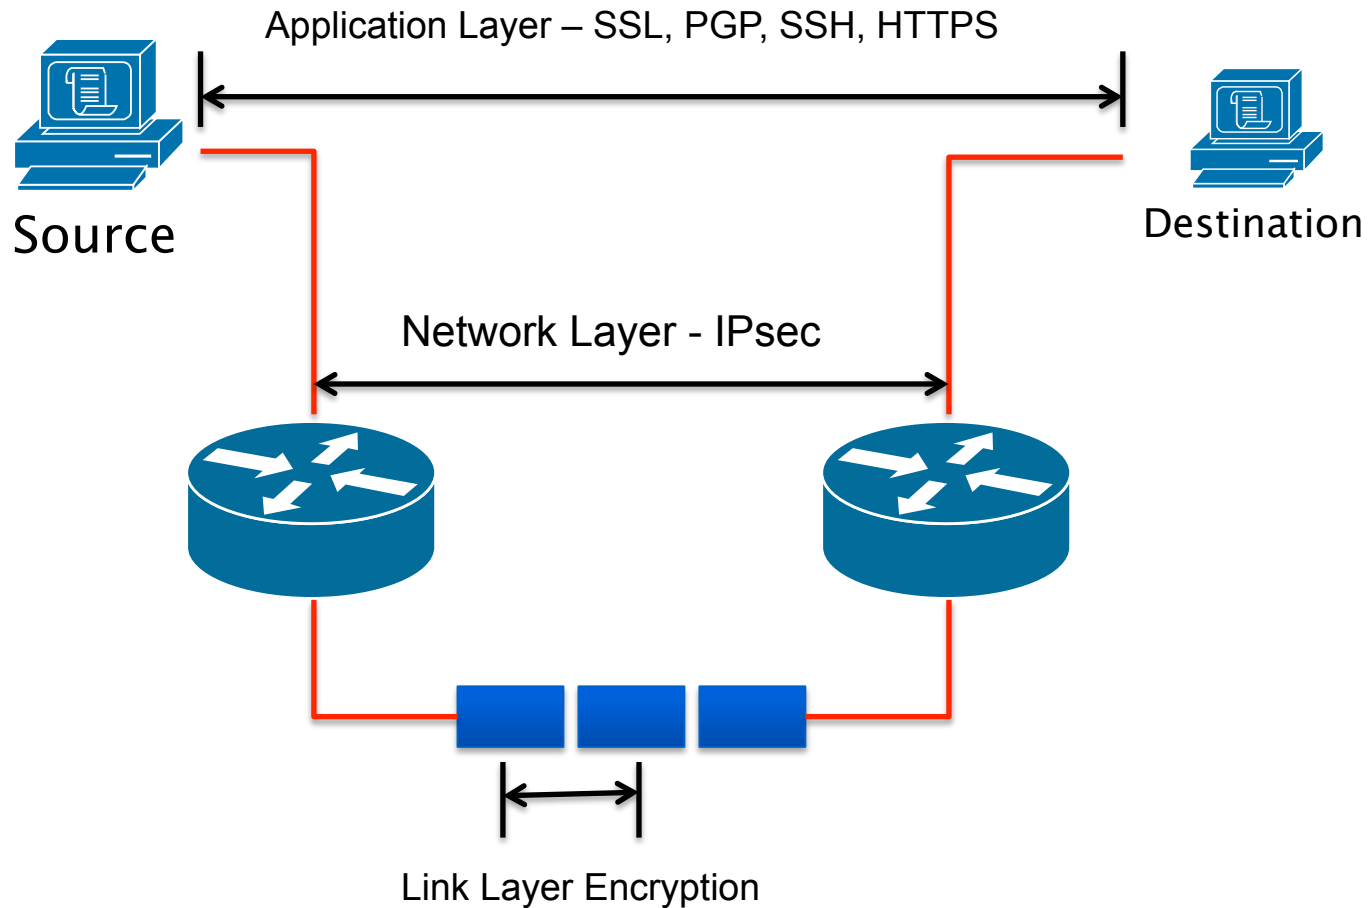 Application Layer – SSL, PGP, SSH, HTTPS
Source
Destination
Network Layer - IPsec
Link Layer Encryption